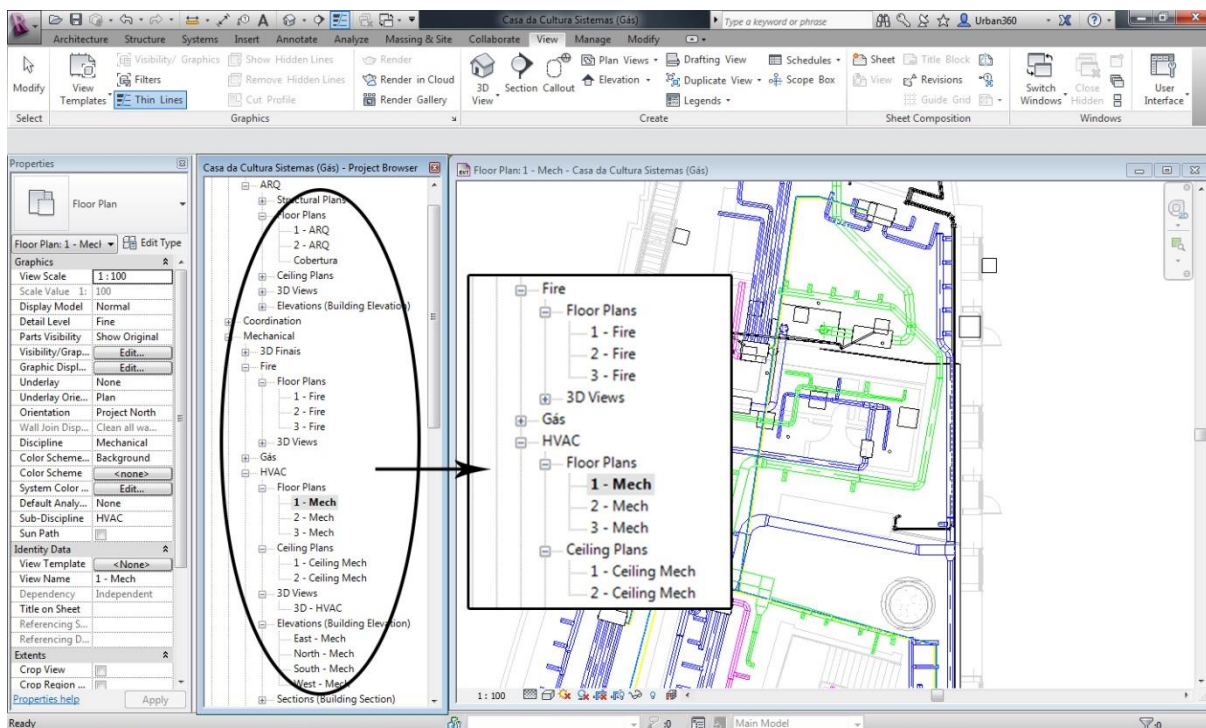 Casa da Cultura Sistemas (Gás)
Type a keyword or phrase
Urban360
Architecture Structure Systems Insert Annotate Analyze Massing & Site Collaborate View Manage Modify
Modify
View Templates
Visibility/ Graphics
Filters
Thin Lines
Show Hidden Lines
Remove Hidden Lines
Cut Profile
Render
Render in Cloud
Render Gallery
3D View
Section
Callout
Plan Views
Elevation
Drafting View
Duplicate View
Legends
Schedules
Scope Box
Sheet
View
Title Block
Revisions
Guide Grid
Switch Windows
Close Hidden
User Interface
Select
Graphics
Create
Sheet Composition
Windows
Properties
Floor Plan
Floor Plan: 1 - Mecl
Edit Type
Graphics
View Scale 1 : 100
Scale Value 1: 100
Display Model Normal
Detail Level Fine
Parts Visibility Show Original
Visibility/Grap... Edit...
Graphic Displ... Edit...
Underlay None
Underlay Orie... Plan
Orientation Project North
Wall Join Disp... Clean all wa...
Discipline Mechanical
Color Scheme... Background
Color Scheme <none>
System Color ... Edit...
Default Analy... None
Sub-Discipline HVAC
Sun Path
Identity Data
View Template <None>
View Name 1 - Mech
Dependency Independent
Title on Sheet
Referencing S...
Referencing D...
Extents
Crop View
Crop Region ...
Properties help
Apply
Casa da Cultura Sistemas (Gás) - Project Browser
ARQ
Structural Plans
Floor Plans
1 - ARQ
2 - ARQ
Cobertura
Ceiling Plans
3D Views
Elevations (Building Elevation)
Coordination
Mechanical
3D Finais
Fire
Floor Plans
1 - Fire
2 - Fire
3 - Fire
3D Views
Gás
HVAC
Floor Plans
1 - Mech
2 - Mech
3 - Mech
Ceiling Plans
1 - Ceiling Mech
2 - Ceiling Mech
3D Views
3D - HVAC
Elevations (Building Elevation)
East - Mech
North - Mech
South - Mech
West - Mech
Sections (Building Section)
Floor Plan: 1 - Mech - Casa da Cultura Sistemas (Gás)
Fire
Floor Plans
1 - Fire
2 - Fire
3 - Fire
3D Views
Gás
HVAC
Floor Plans
1 - Mech
2 - Mech
3 - Mech
Ceiling Plans
1 - Ceiling Mech
2 - Ceiling Mech
1 : 100
Ready
:0
Main Model
:0